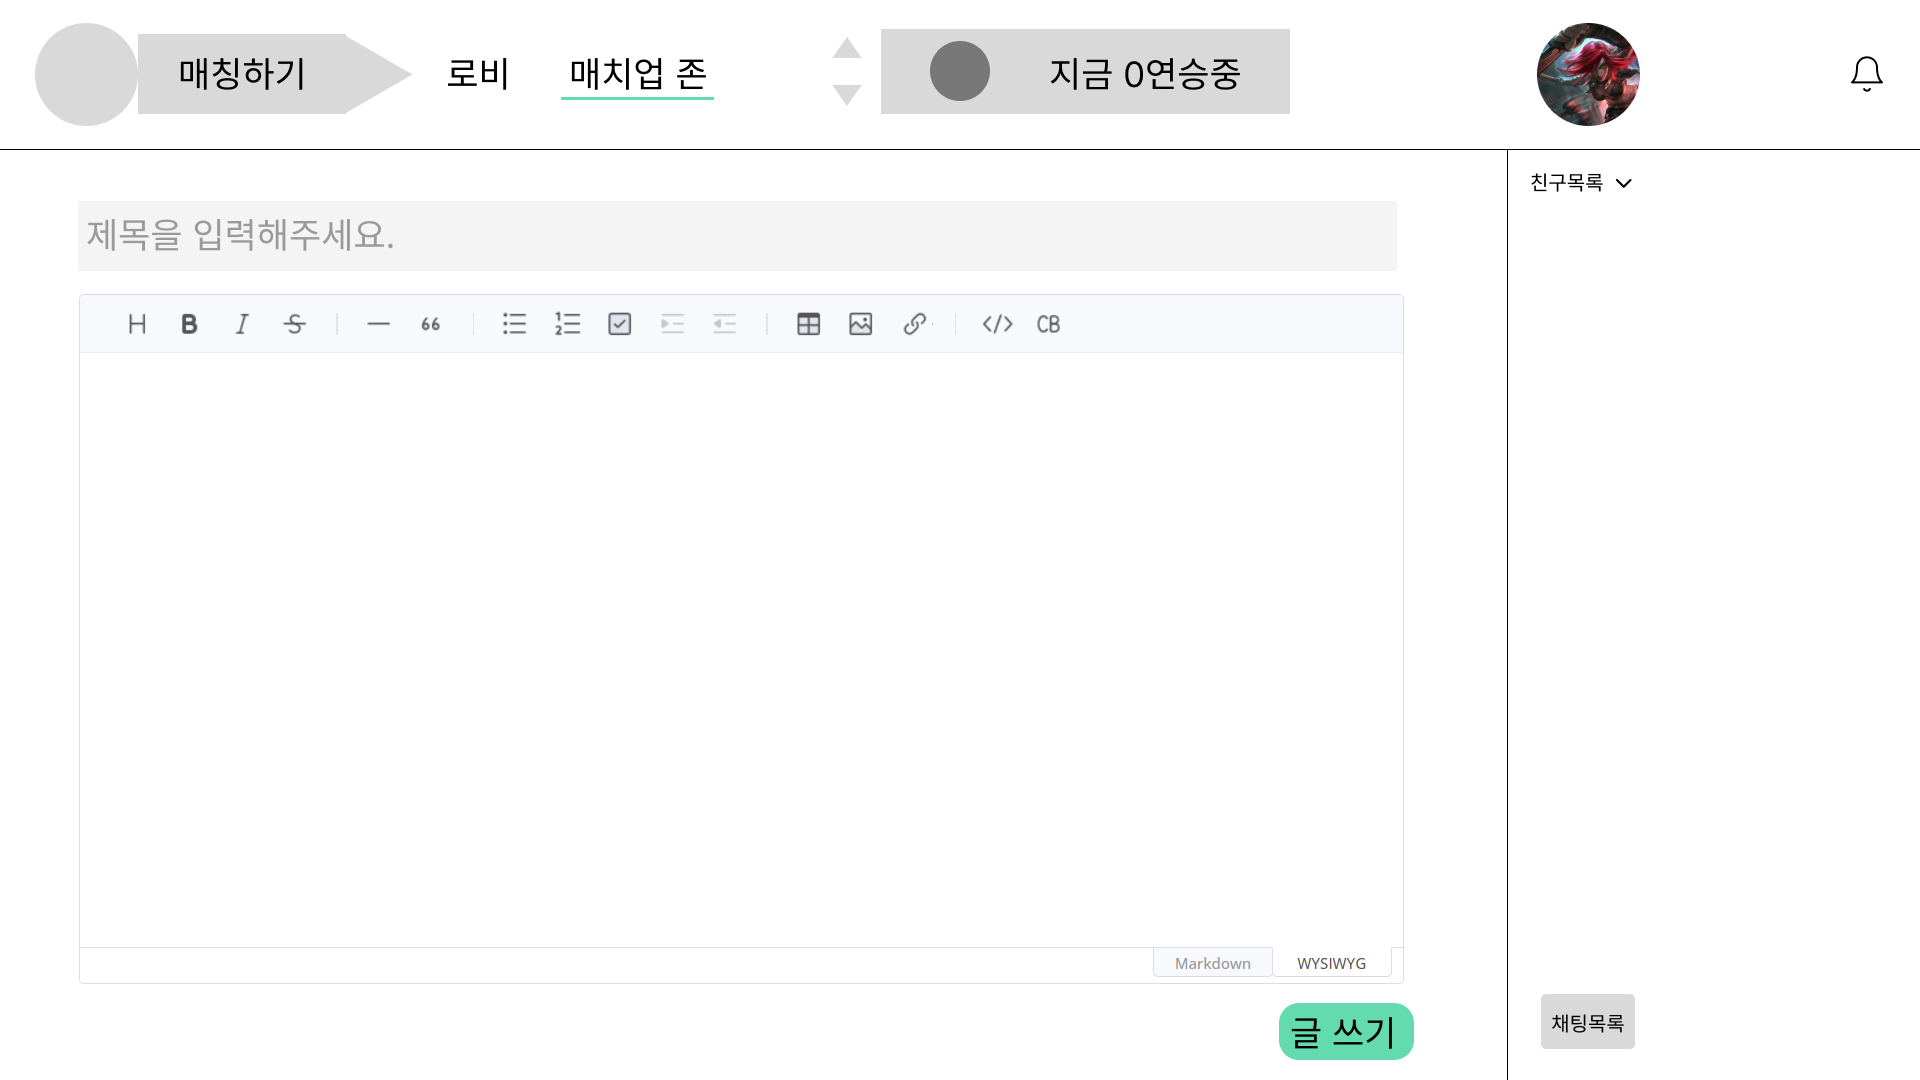 매칭하기
로비
매치업 존
지금 0연승중
친구목록
제목을 입력해주세요.
CB
Markdown
WYSIWYG
글 쓰기
채팅목록